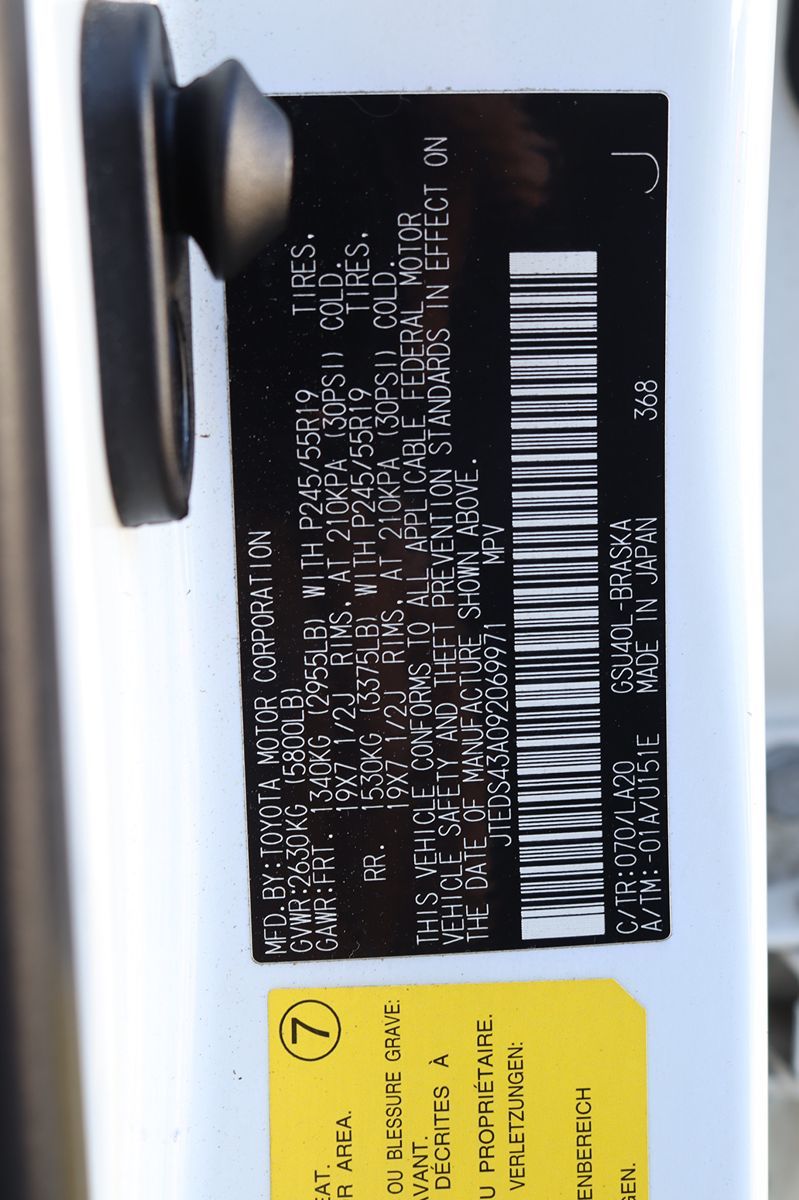 MFD.BY:TOYOTA MOTOR CORPORATION
GVWR:2630KG (5800LB)
GAWR:FRT. 1340KG (2955LB) WITH P245/55R19 TIRES,
19X7 1/2J RIMS, AT 210KPA (30PSI) COLD.
RR. 1530KG (3375LB) WITH P245/55R19 TIRES,
19X7 1/2J RIMS, AT 210KPA (30PSI) COLD.
THIS VEHICLE CONFORMS TO ALL APPLICABLE FEDERAL MOTOR
VEHICLE SAFETY AND THEFT PREVENTION STANDARDS IN EFFECT ON
THE DATE OF MANUFACTURE SHOWN ABOVE.
JTEDS43A092069971 MPV
C/TR:070/LA20 GSU40L-BRASKA
A/TM:-01A/U151E MADE IN JAPAN 368 J
7
EAT.
R AREA.
OU BLESSURE GRAVE:
AVANT.
DÉCRITES À
U PROPRIÉTAIRE.
VERLETZUNGEN:
ENBEREICH
GEN.